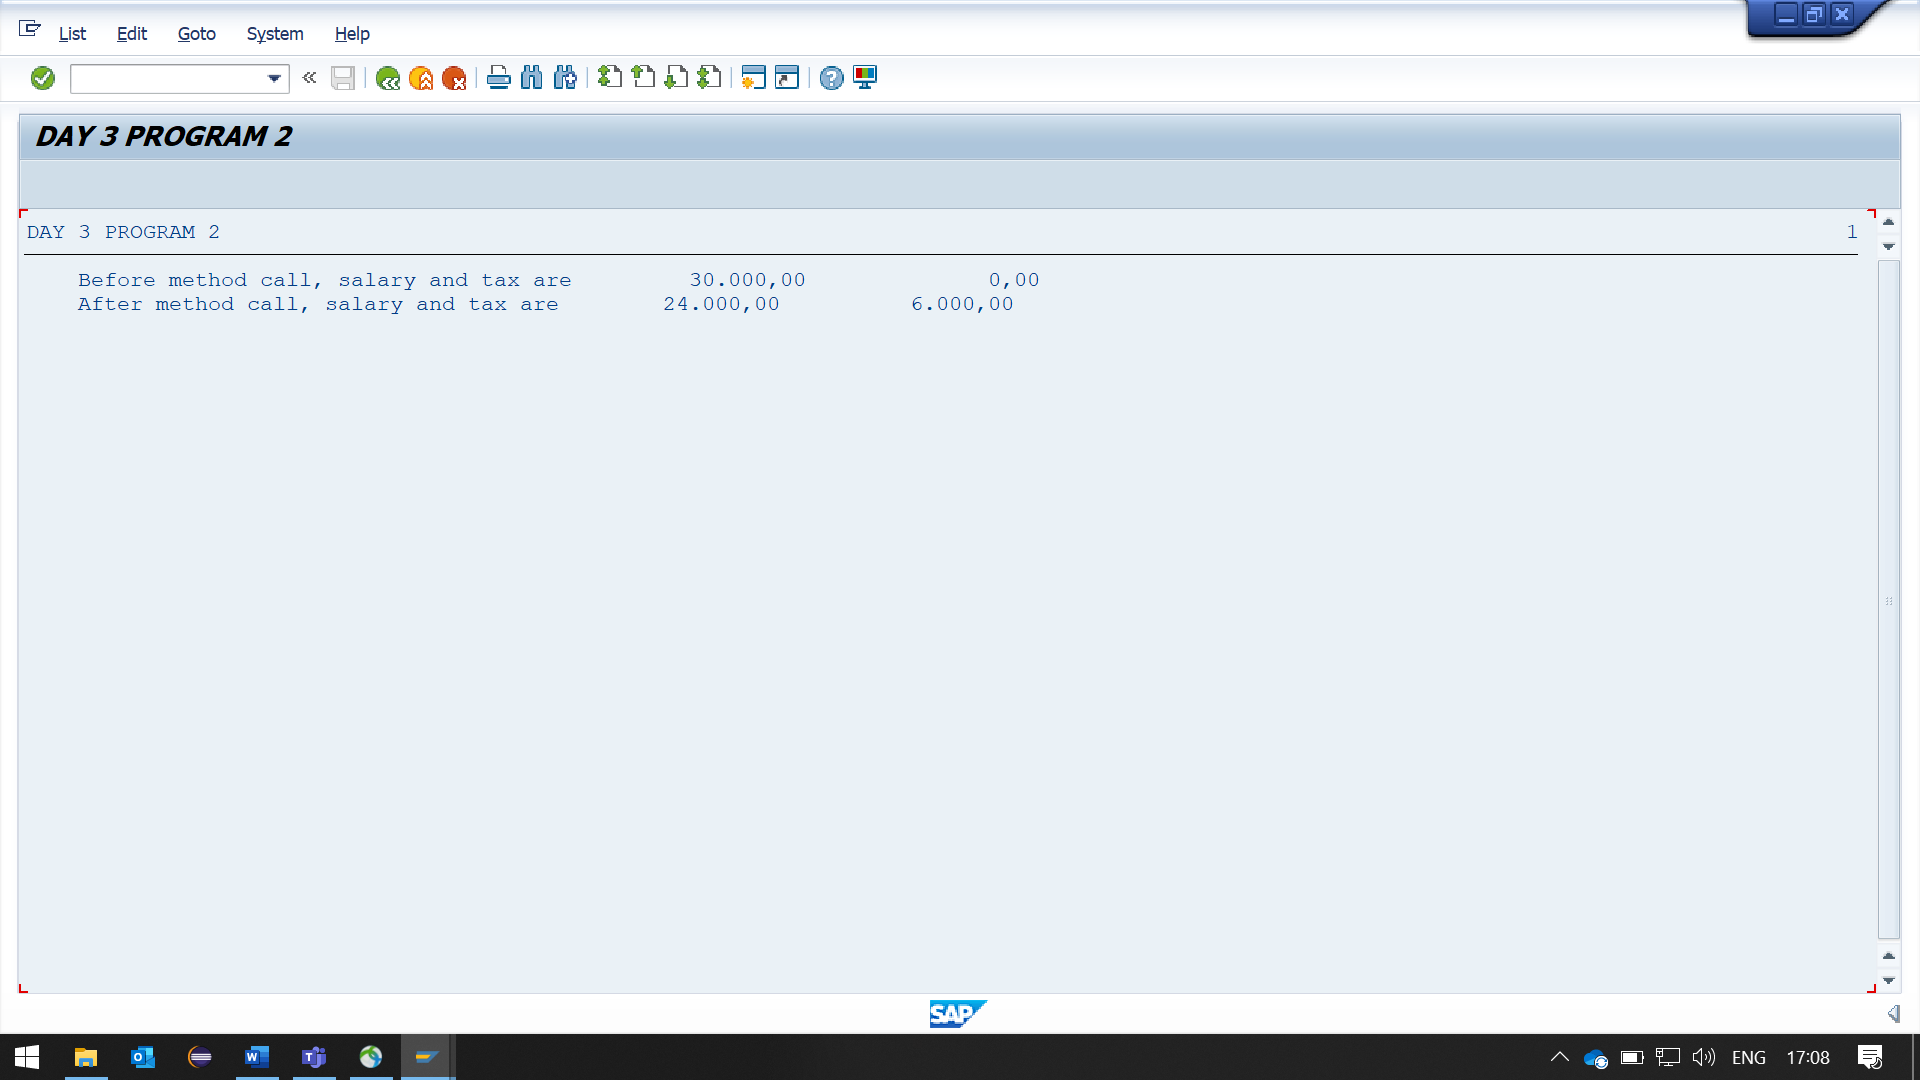 List Edit Goto System Help
DAY 3 PROGRAM 2
DAY 3 PROGRAM 2 1
Before method call, salary and tax are 30.000,00 0,00
After method call, salary and tax are 24.000,00 6.000,00
SAP
ENG 17:08